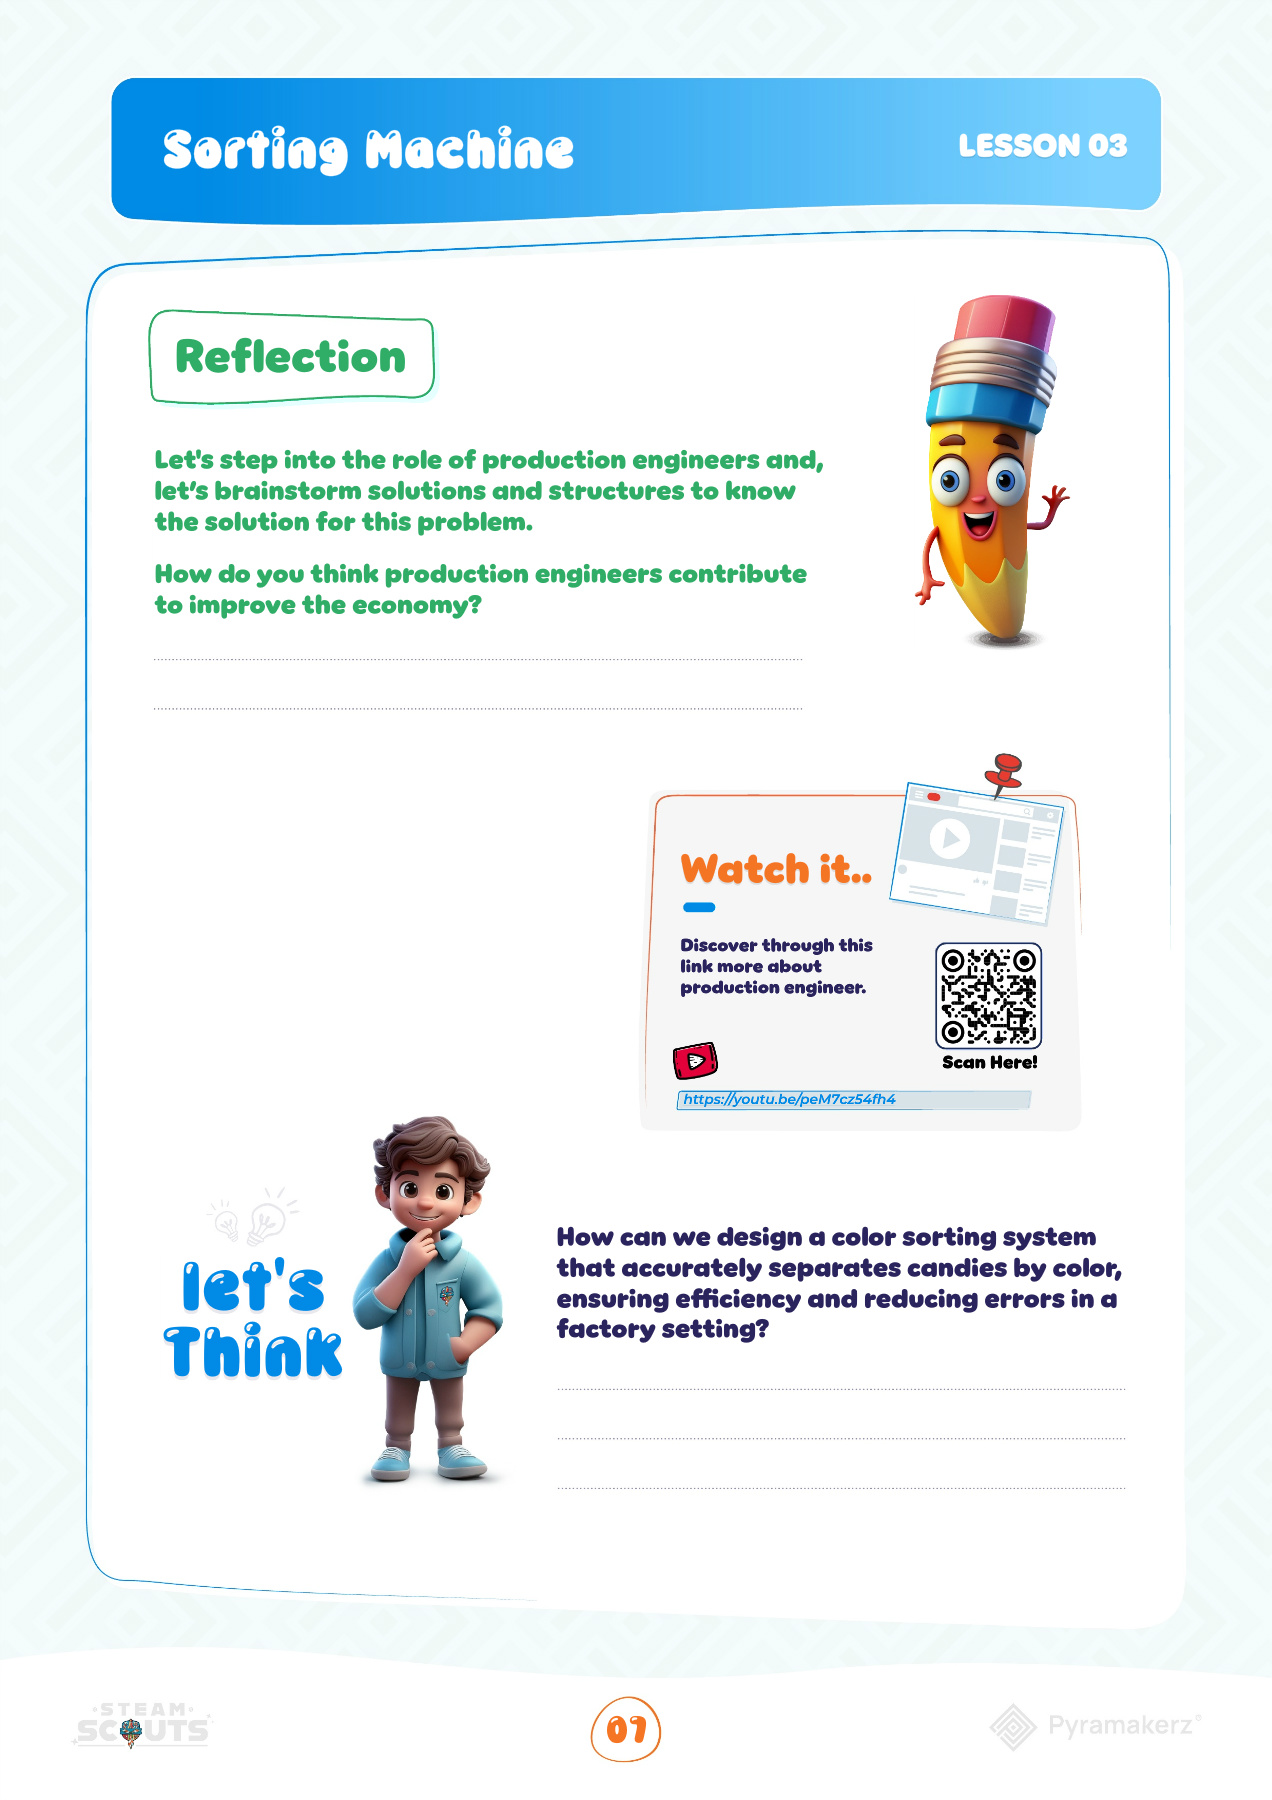 Sorting Machine
LESSON 03
Reflection
Let's step into the role of production engineers and,
let's brainstorm solutions and structures to know
the solution for this problem.
How do you think production engineers contribute
to improve the economy?
Watch it..
Discover through this
link more about
production engineer.
Scan Here!
https://youtu.be/peM7cz54fh4
let's
Think
How can we design a color sorting system
that accurately separates candies by color,
ensuring efficiency and reducing errors in a
factory setting?
STEAM
SCOUTS
07
Pyramakerz